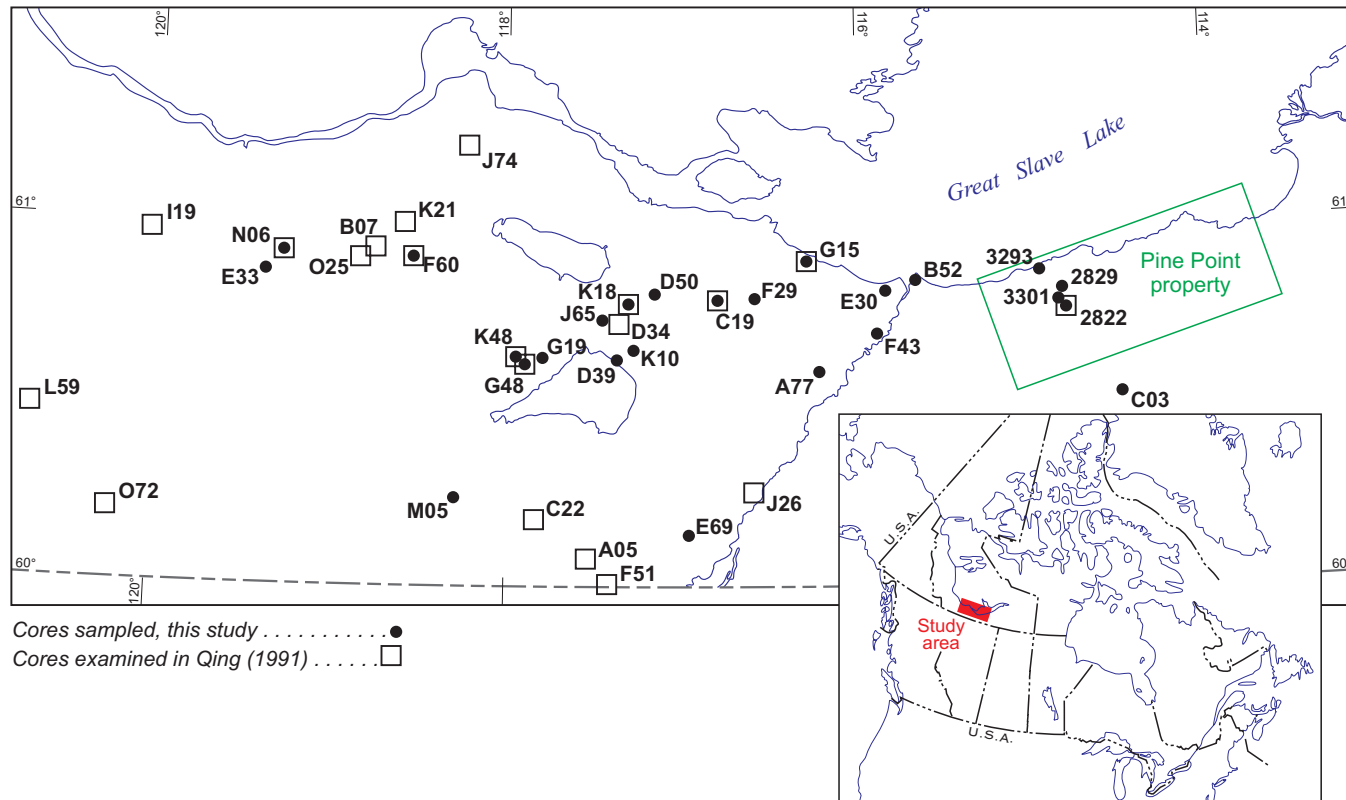 120°
118°
116°
114°
J74
Great Slave Lake
61°
61
I19
K21
B07
N06
O25
F60
E33
G15
Pine Point
property
3293
B52
2829
E30
3301
2822
D50
F29
K18
C19
J65
D34
F43
K48
G19
K10
D39
G48
A77
L59
C03
O72
M05
C22
J26
E69
A05
F51
60°
60
120°
118°
U.S.A.
Study
area
U.S.A.
Cores sampled, this study . . . . . . . . . . .
Cores examined in Qing (1991) . . . . . .